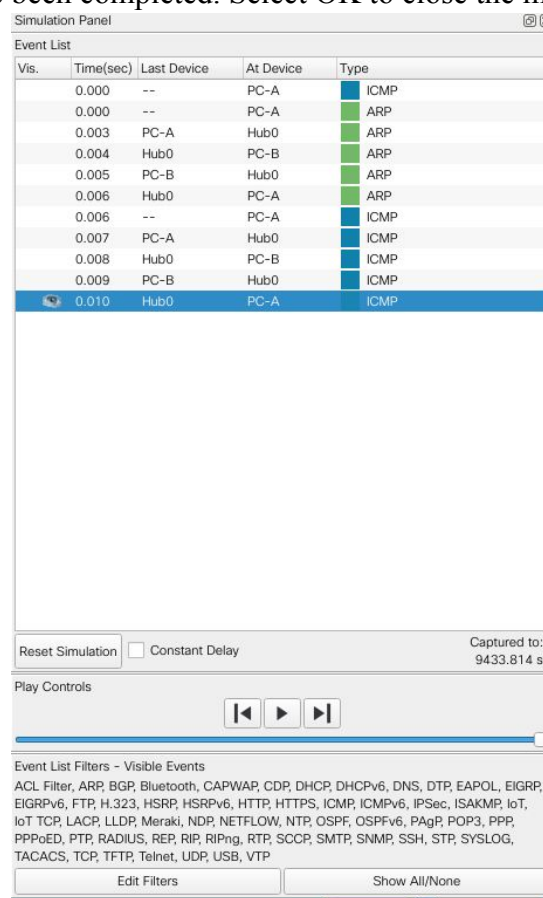 been completed. Select OK to close the
Simulation Panel
Event List
Vis. Time(sec) Last Device At Device Type
0.000 -- PC-A ICMP
0.000 -- PC-A ARP
0.003 PC-A Hub0 ARP
0.004 Hub0 PC-B ARP
0.005 PC-B Hub0 ARP
0.006 Hub0 PC-A ARP
0.006 -- PC-A ICMP
0.007 PC-A Hub0 ICMP
0.008 Hub0 PC-B ICMP
0.009 PC-B Hub0 ICMP
0.010 Hub0 PC-A ICMP
Reset Simulation Constant Delay Captured to:
9433.814 s
Play Controls
Event List Filters - Visible Events
ACL Filter, ARP, BGP, Bluetooth, CAPWAP, CDP, DHCP, DHCPv6, DNS, DTP, EAPOL, EIGRP,
EIGRPv6, FTP, H.323, HSRP, HSRPv6, HTTP, HTTPS, ICMP, ICMPv6, IPSec, ISAKMP, IoT,
IoT TCP, LACP, LLDP, Meraki, NDP, NETFLOW, NTP, OSPF, OSPFv6, PAgP, POP3, PPP,
PPPoED, PTP, RADIUS, REP, RIP, RIPng, RTP, SCCP, SMTP, SNMP, SSH, STP, SYSLOG,
TACACS, TCP, TFTP, Telnet, UDP, USB, VTP
Edit Filters Show All/None